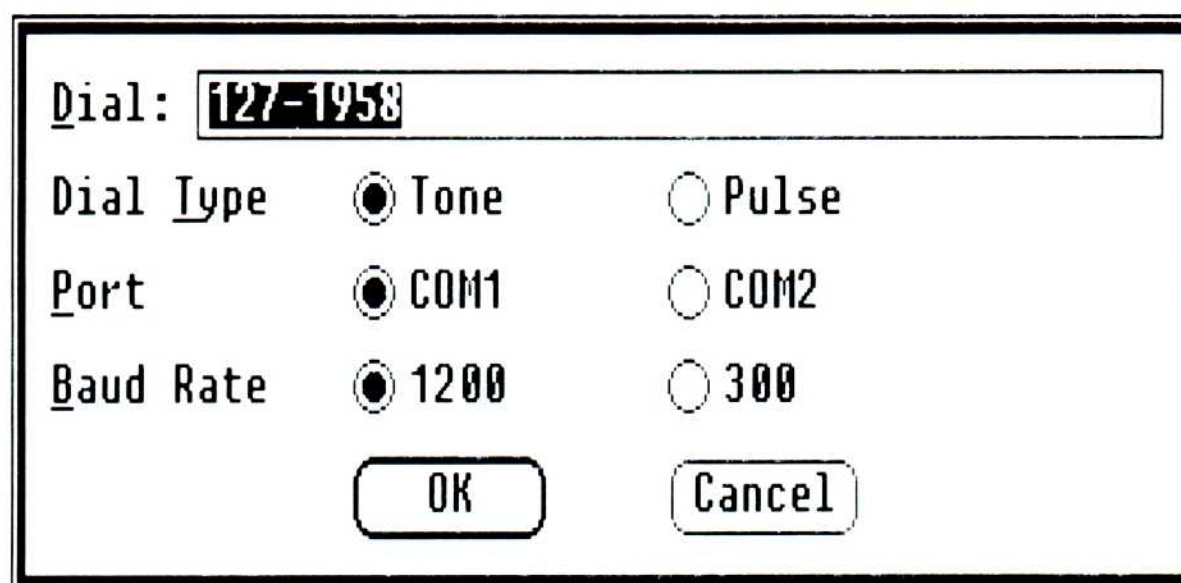 Dial: 127-1958
Dial Type Tone Pulse
Port COM1 COM2
Baud Rate 1200 300
OK Cancel